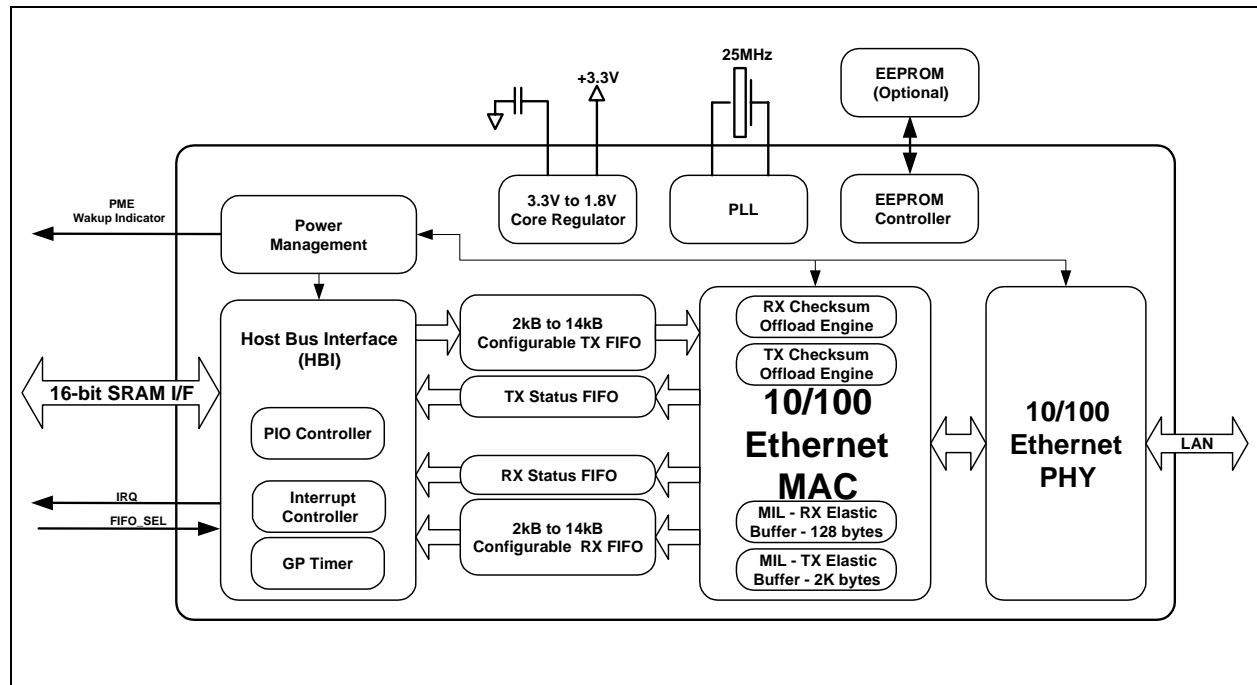 25MHz
+3.3V
EEPROM
(Optional)
3.3V to 1.8V
Core Regulator
PLL
EEPROM
Controller
PME
Wakup Indicator
Power
Management
Host Bus Interface
(HBI)
2kB to 14kB
Configurable TX FIFO
RX Checksum
Offload Engine
TX Checksum
Offload Engine
16-bit SRAM I/F
TX Status FIFO
10/100
Ethernet
MAC
10/100
Ethernet
PHY
LAN
PIO Controller
RX Status FIFO
IRQ
FIFO_SEL
Interrupt
Controller
2kB to 14kB
Configurable RX FIFO
MIL - RX Elastic
Buffer - 128 bytes
GP Timer
MIL - TX Elastic
Buffer - 2K bytes